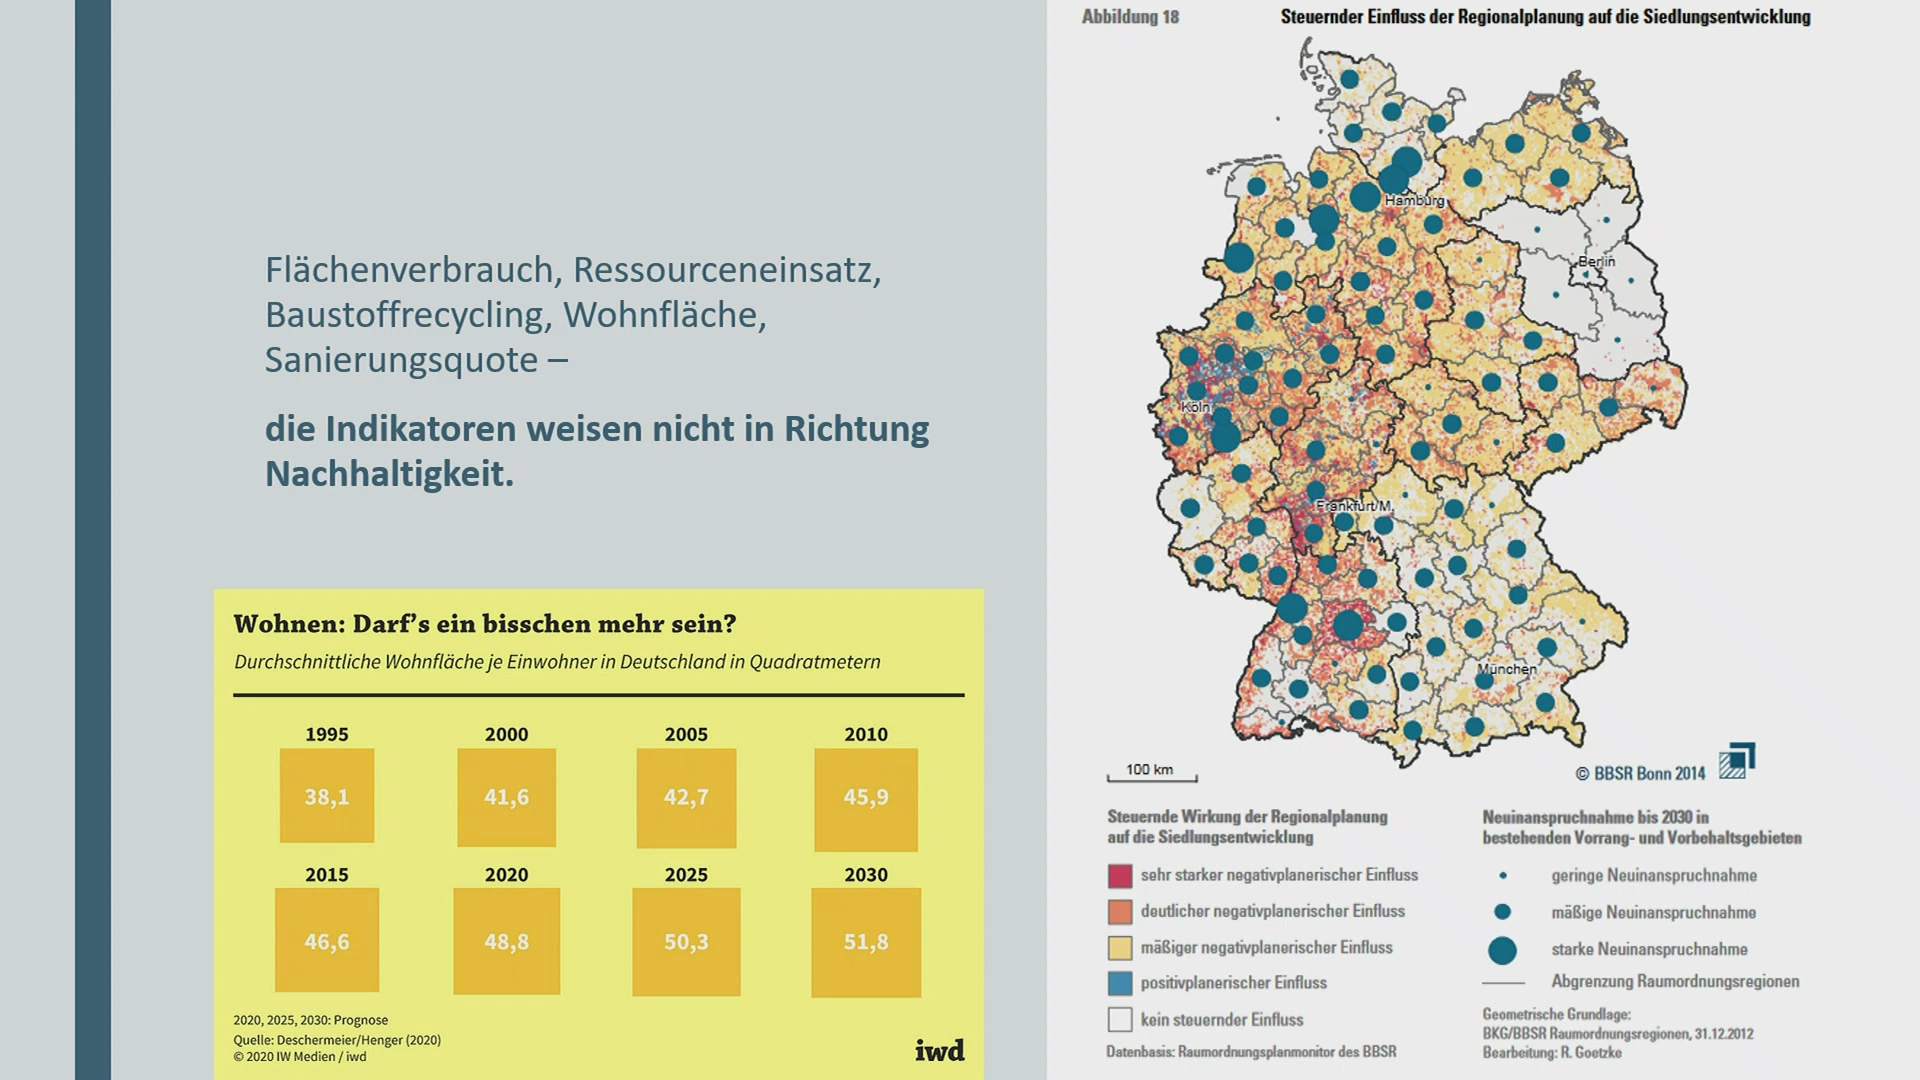 Flächenverbrauch, Ressourceneinsatz,
Baustoffrecycling, Wohnfläche,
Sanierungsquote –
die Indikatoren weisen nicht in Richtung
Nachhaltigkeit.
Wohnen: Darf's ein bisschen mehr sein?
Durchschnittliche Wohnfläche je Einwohner in Deutschland in Quadratmetern
1995 2000 2005 2010
38,1 41,6 42,7 45,9
2015 2020 2025 2030
46,6 48,8 50,3 51,8
2020, 2025, 2030: Prognose
Quelle: Deschermeier/Henger (2020)
© 2020 IW Medien / iwd
iwd
Abbildung 18 Steuernder Einfluss der Regionalplanung auf die Siedlungsentwicklung
Hamburg
Berlin
Köln
Frankfurt/M.
München
100 km
© BBSR Bonn 2014
Steuernde Wirkung der Regionalplanung
auf die Siedlungsentwicklung
sehr starker negativplanerischer Einfluss
deutlicher negativplanerischer Einfluss
mäßiger negativplanerischer Einfluss
positivplanerischer Einfluss
kein steuernder Einfluss
Datenbasis: Raumordnungsplanmonitor des BBSR
Neuinanspruchnahme bis 2030 in
bestehenden Vorrang- und Vorbehaltsgebieten
geringe Neuinanspruchnahme
mäßige Neuinanspruchnahme
starke Neuinanspruchnahme
Abgrenzung Raumordnungsregionen
Geometrische Grundlage:
BKG/BBSR Raumordnungsregionen, 31.12.2012
Bearbeitung: R. Goetzke